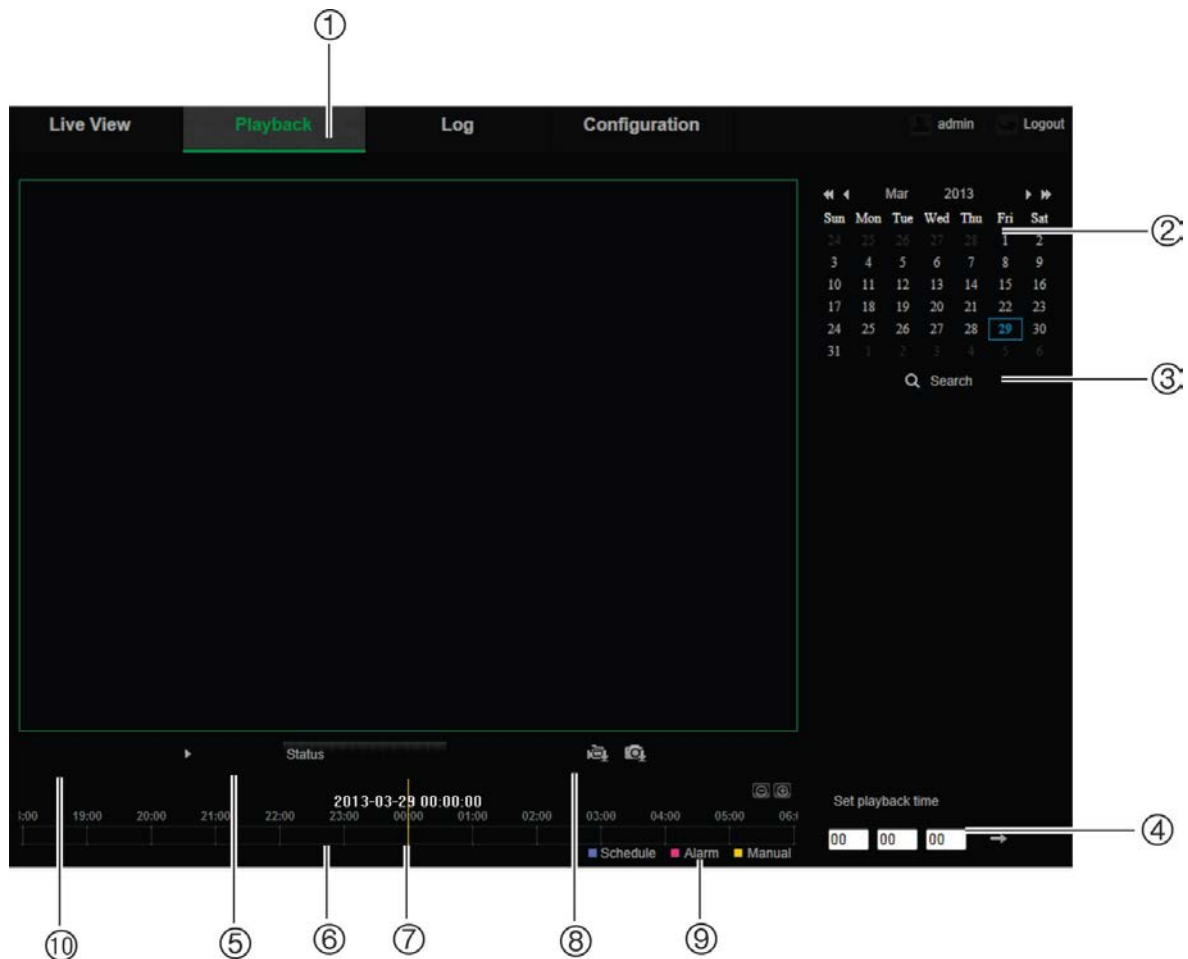 ①
Live View Playback Log Configuration admin Logout
Mar 2013
Sun Mon Tue Wed Thu Fri Sat
24 25 26 27 28 1 2
②
3 4 5 6 7 8 9
10 11 12 13 14 15 16
17 18 19 20 21 22 23
24 25 26 27 28 29 30
31 1 2 3 4 5 6
Search
③
Status
2013-03-29 00:00:00
Set playback time
:00 19:00 20:00 21:00 22:00 23:00 00:00 01:00 02:00 03:00 04:00 05:00 06:
00 00 00
④
Schedule Alarm Manual
⑩ ⑤ ⑥ ⑦ ⑧ ⑨